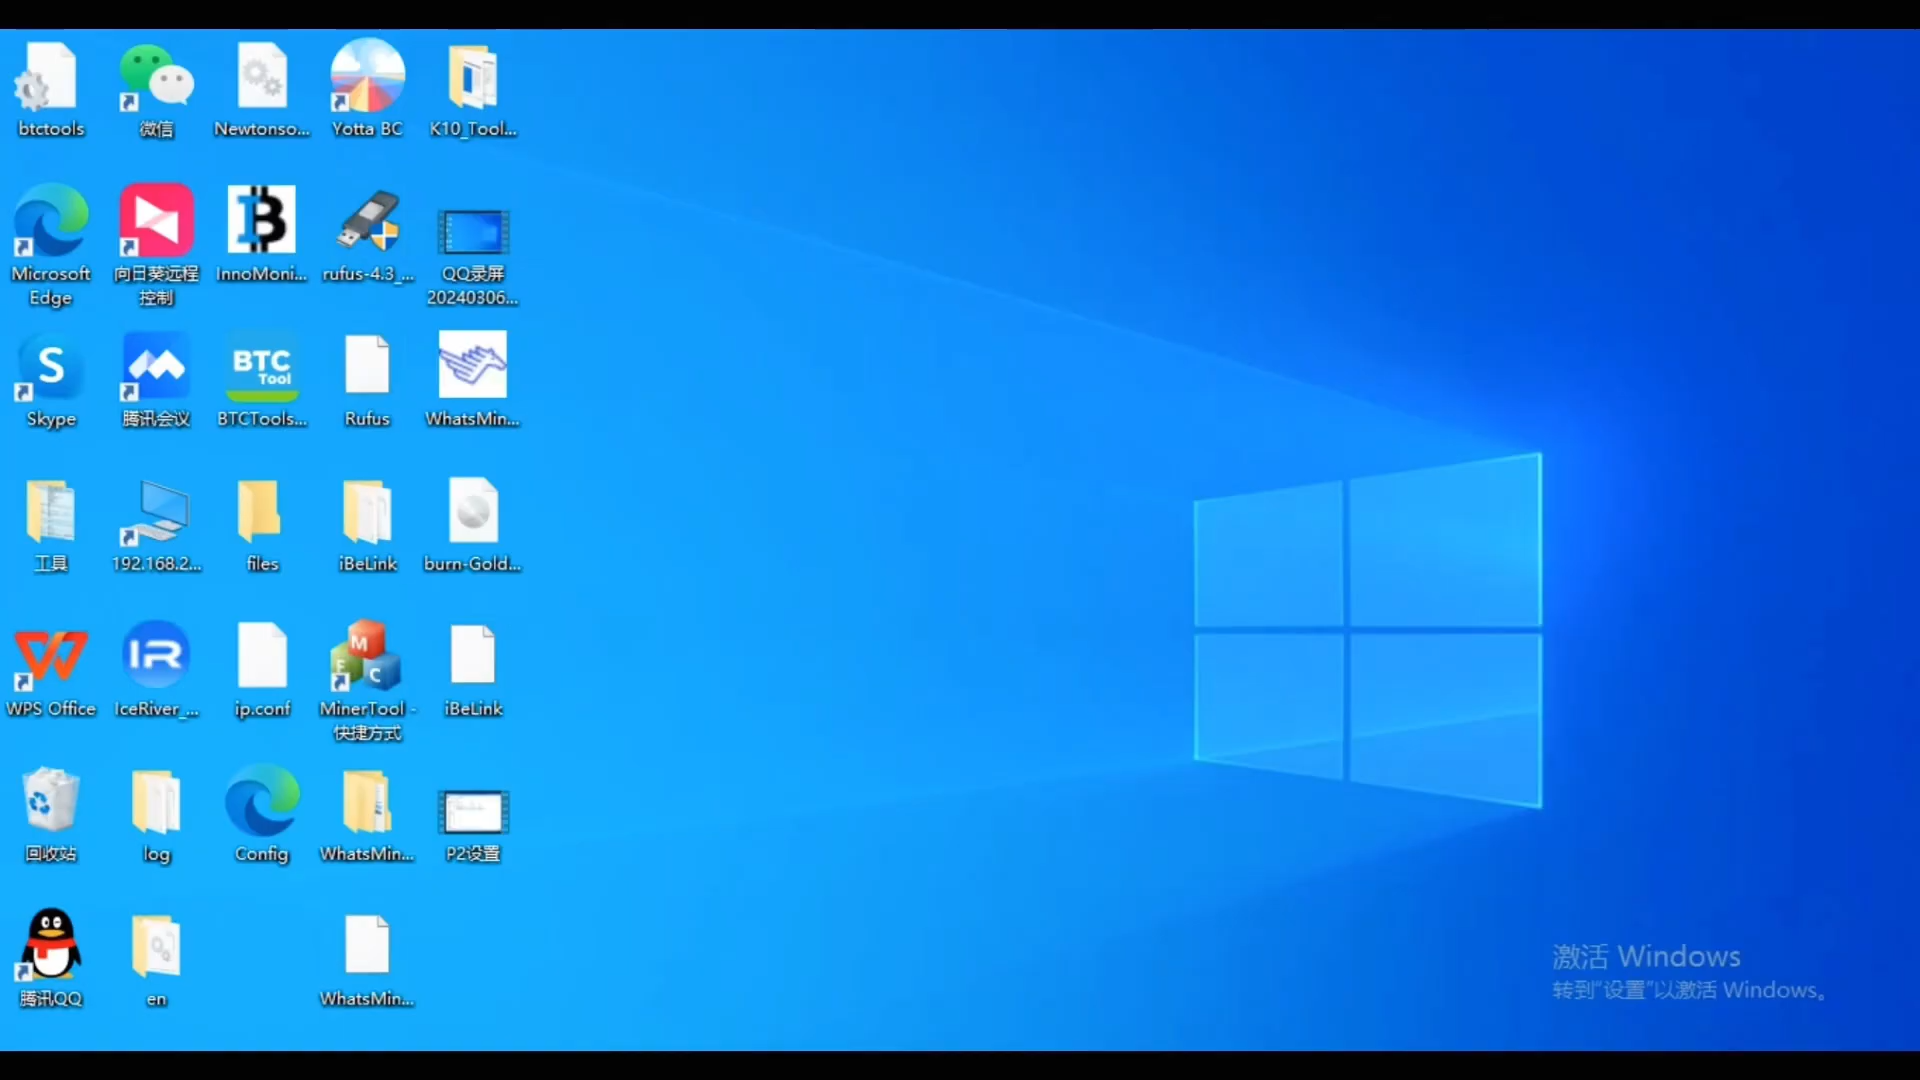 btctools
微信
Newtonso...
Yotta BC
K10_Tool...
Microsoft
Edge
向日葵远程
控制
InnoMoni...
rufus-4.3_...
QQ录屏
20240306...
S
Skype
腾讯会议
BTC
Tool
BTCTools...
Rufus
WhatsMin...
工具
192.168.2...
files
iBeLink
burn-Gold...
WPS Office
IR
IceRiver_...
ip.conf
M
F
C
MinerTool -
快捷方式
iBeLink
回收站
log
Config
WhatsMin...
P2设置
腾讯QQ
en
WhatsMin...
激活 Windows
转到“设置”以激活 Windows。